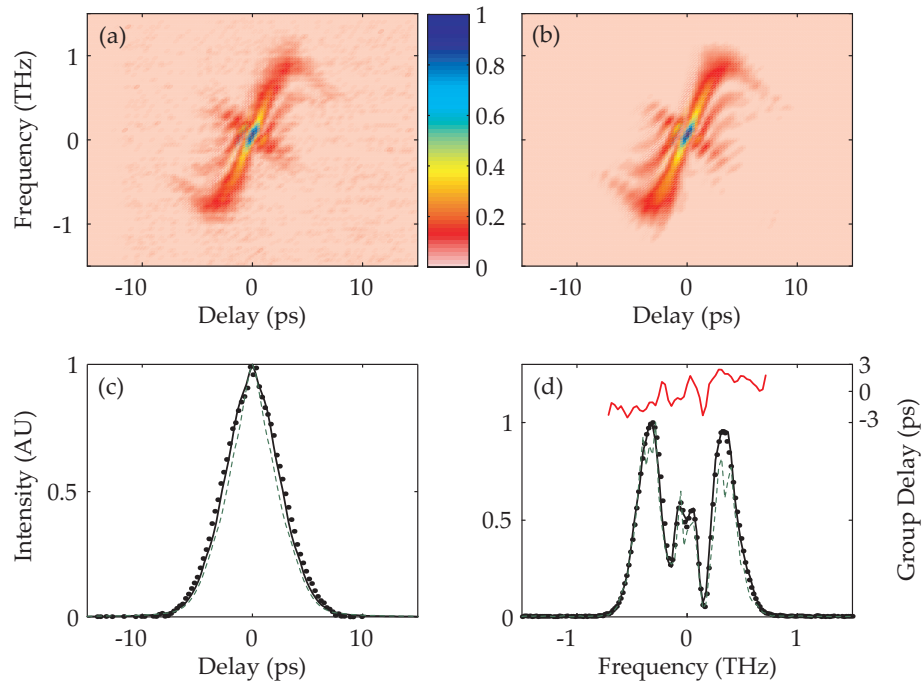 (a)
Frequency (THz)
1
0
-1
-10
0
10
Delay (ps)
1
0.8
0.6
0.4
0.2
0
(b)
-10
0
10
Delay (ps)
(c)
Intensity (AU)
1
0.5
0
-10
0
10
Delay (ps)
(d)
1
0.5
0
-1
0
1
Frequency (THz)
3
0
-3
Group Delay (ps)